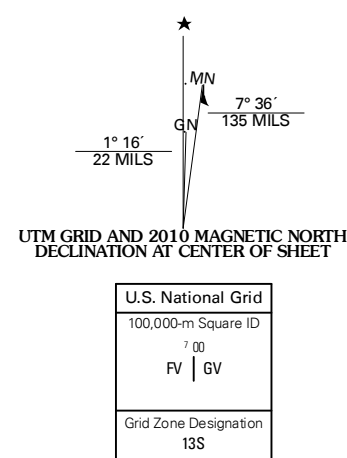 ★
MN
7° 36´
135 MILS
GN
1° 16´
22 MILS
UTM GRID AND 2010 MAGNETIC NORTH
DECLINATION AT CENTER OF SHEET
U.S. National Grid
100,000-m Square ID
7 00
FV GV
Grid Zone Designation
13S